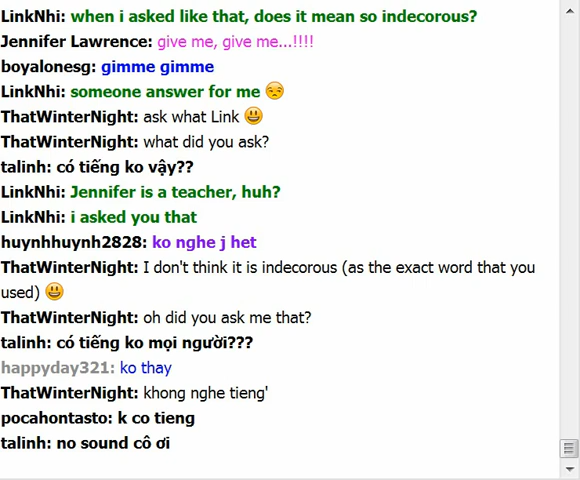 LinkNhi: when i asked like that, does it mean so indecorous?
Jennifer Lawrence: give me, give me...!!!!
boyalonesg: gimme gimme
LinkNhi: someone answer for me 😒
ThatWinterNight: ask what Link 😃
ThatWinterNight: what did you ask?
talinh: có tiếng ko vậy??
LinkNhi: Jennifer is a teacher, huh?
LinkNhi: i asked you that
huynhhuynh2828: ko nghe j het
ThatWinterNight: I don't think it is indecorous (as the exact word that you
used) 😃
ThatWinterNight: oh did you ask me that?
talinh: có tiếng ko mọi người???
happyday321: ko thay
ThatWinterNight: khong nghe tieng'
pocahontasto: k co tieng
talinh: no sound cô ơi